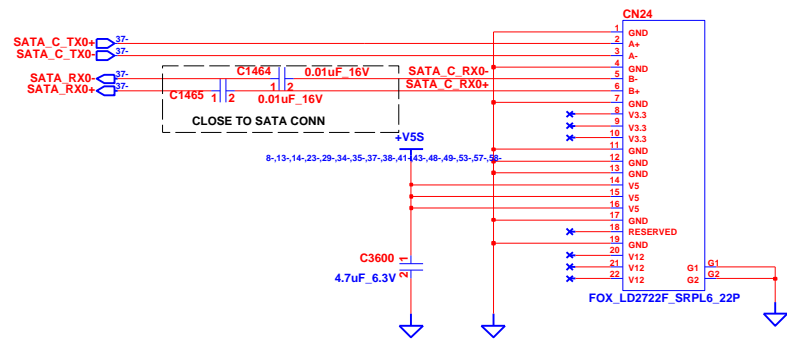 CN24
1 GND
SATA_C_TX0+ 37- 2 A+
SATA_C_TX0- 37- 3 A-
4 GND
SATA_RX0- 37- C1464 1 2 0.01uF_16V SATA_C_RX0- 5 B-
SATA_RX0+ 37- C1465 1 2 0.01uF_16V SATA_C_RX0+ 6 B+
7 GND
CLOSE TO SATA CONN
8 V3.3
9 V3.3
10 V3.3
+V5S
8-,13-,14-,23-,29-,34-,35-,37-,38-,41-,43-,48-,49-,53-,57-,58-
11 GND
12 GND
13 GND
14 V5
15 V5
16 V5
17 GND
18 RESERVED
19 GND
20 V12
21 V12 G1 G1
22 V12 G2 G2
C3600 1
2
4.7uF_6.3V
FOX_LD2722F_SRPL6_22P